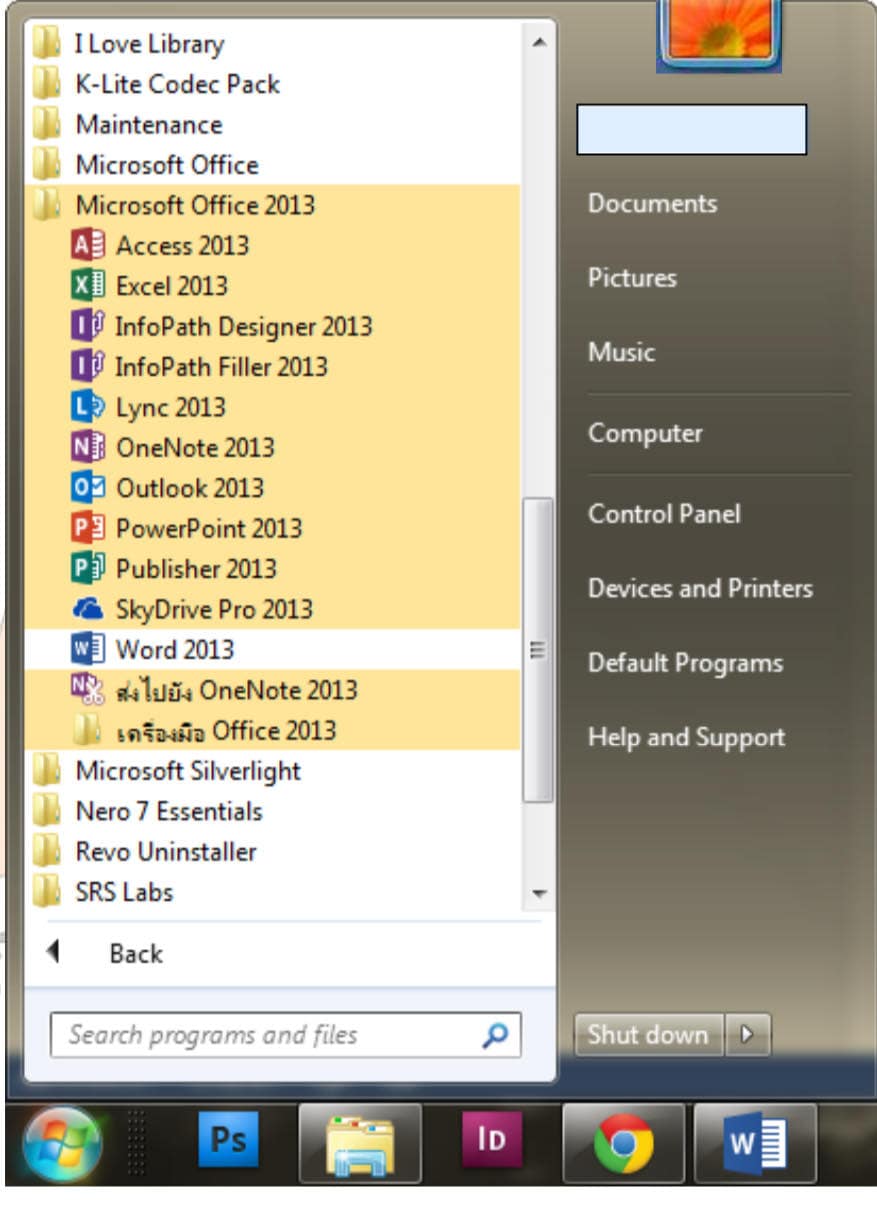 I Love Library
K-Lite Codec Pack
Maintenance
Microsoft Office
Microsoft Office 2013
Access 2013
Excel 2013
InfoPath Designer 2013
InfoPath Filler 2013
Lync 2013
OneNote 2013
Outlook 2013
PowerPoint 2013
Publisher 2013
SkyDrive Pro 2013
Word 2013
ส่งไปยัง OneNote 2013
เครื่องมือ Office 2013
Microsoft Silverlight
Nero 7 Essentials
Revo Uninstaller
SRS Labs
Back
Search programs and files
Documents
Pictures
Music
Computer
Control Panel
Devices and Printers
Default Programs
Help and Support
Shut down
Ps
ID
W